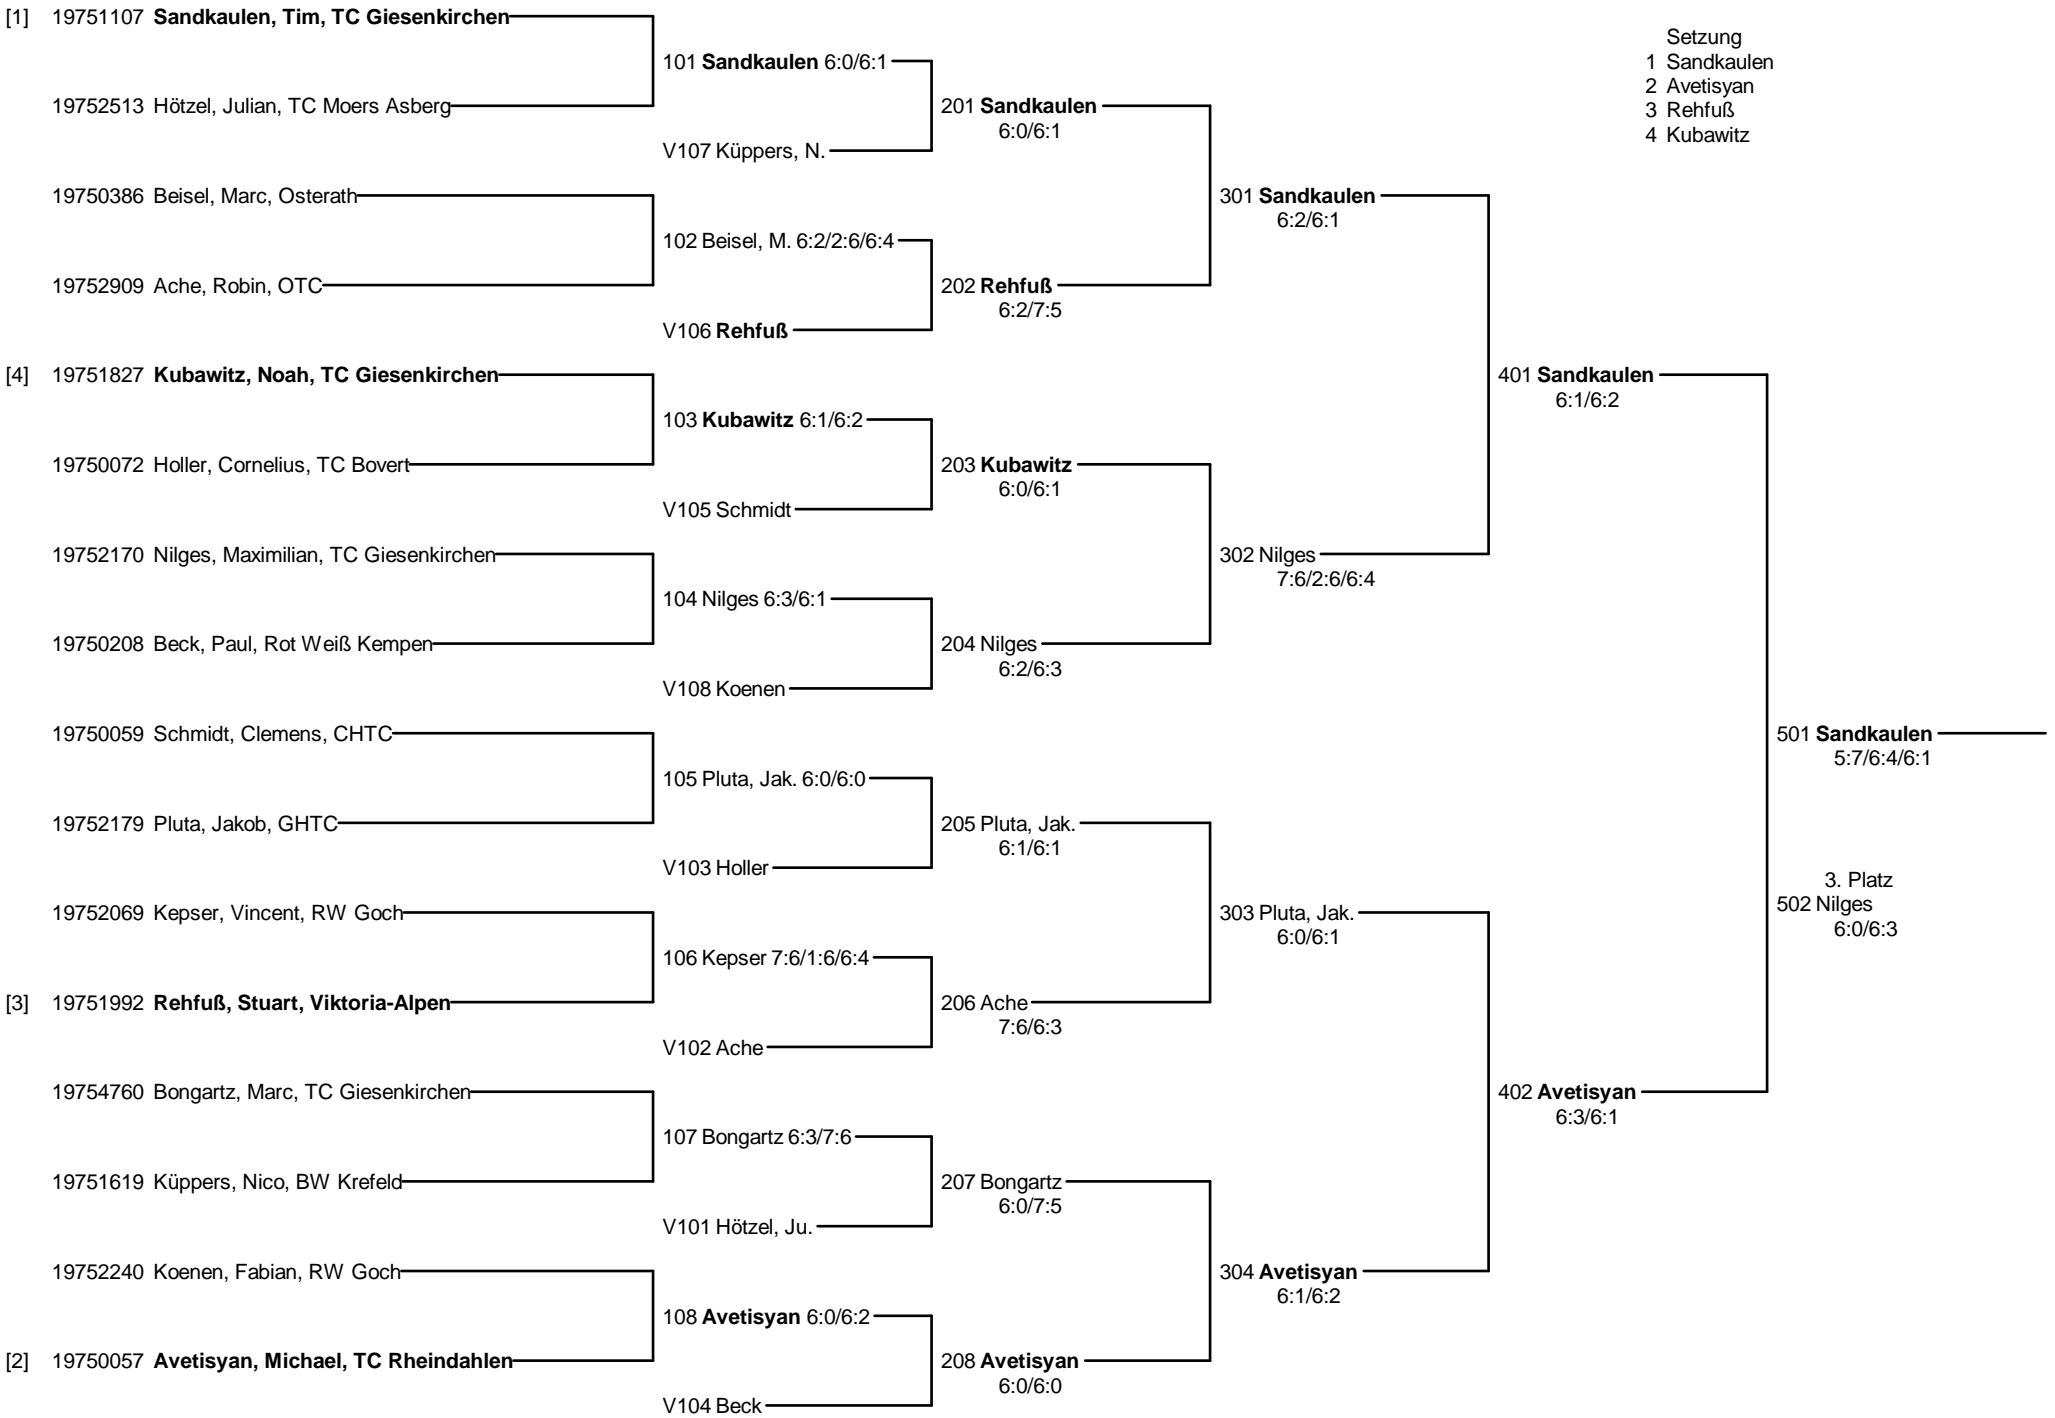 [1] 19751107 Sandkaulen, Tim, TC Giesenkirchen
Setzung
1 Sandkaulen
2 Avetisyan
3 Rehfuß
4 Kubawitz
101 Sandkaulen 6:0/6:1
19752513 Hötzel, Julian, TC Moers Asberg
201 Sandkaulen
6:0/6:1
V107 Küppers, N.
19750386 Beisel, Marc, Osterath
301 Sandkaulen
6:2/6:1
102 Beisel, M. 6:2/2:6/6:4
19752909 Ache, Robin, OTC
202 Rehfuß
6:2/7:5
V106 Rehfuß
[4] 19751827 Kubawitz, Noah, TC Giesenkirchen
401 Sandkaulen
6:1/6:2
103 Kubawitz 6:1/6:2
19750072 Holler, Cornelius, TC Bovert
203 Kubawitz
6:0/6:1
V105 Schmidt
19752170 Nilges, Maximilian, TC Giesenkirchen
302 Nilges
7:6/2:6/6:4
104 Nilges 6:3/6:1
19750208 Beck, Paul, Rot Weiß Kempen
204 Nilges
6:2/6:3
V108 Koenen
19750059 Schmidt, Clemens, CHTC
501 Sandkaulen
5:7/6:4/6:1
105 Pluta, Jak. 6:0/6:0
19752179 Pluta, Jakob, GHTC
205 Pluta, Jak.
6:1/6:1
V103 Holler
3. Platz
502 Nilges
6:0/6:3
19752069 Kepser, Vincent, RW Goch
303 Pluta, Jak.
6:0/6:1
106 Kepser 7:6/1:6/6:4
[3] 19751992 Rehfuß, Stuart, Viktoria-Alpen
206 Ache
7:6/6:3
V102 Ache
19754760 Bongartz, Marc, TC Giesenkirchen
402 Avetisyan
6:3/6:1
107 Bongartz 6:3/7:6
19751619 Küppers, Nico, BW Krefeld
207 Bongartz
6:0/7:5
V101 Hötzel, Ju.
19752240 Koenen, Fabian, RW Goch
304 Avetisyan
6:1/6:2
108 Avetisyan 6:0/6:2
[2] 19750057 Avetisyan, Michael, TC Rheindahlen
208 Avetisyan
6:0/6:0
V104 Beck